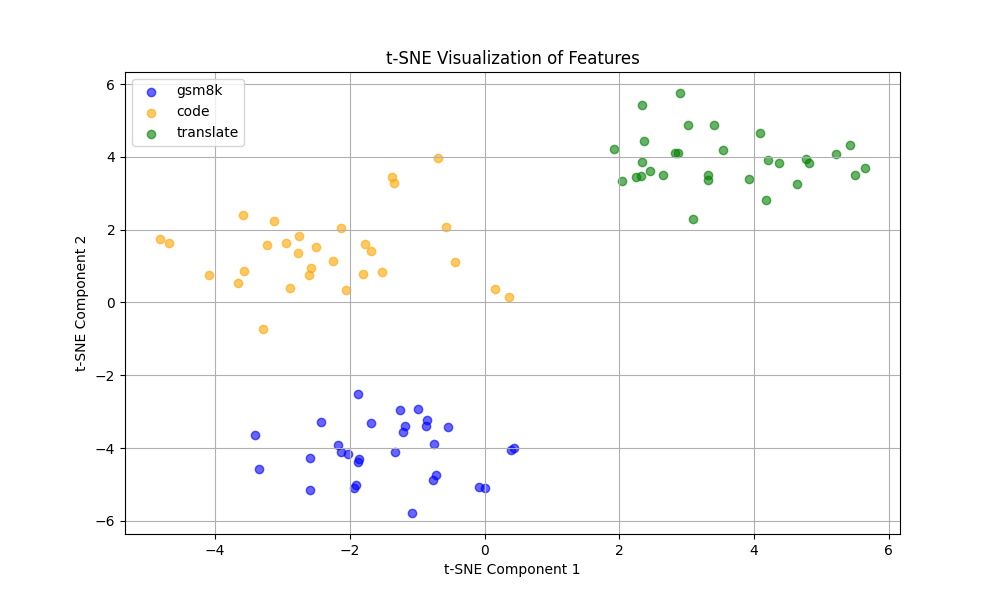 t-SNE Visualization of Features
gsm8k
code
translate
6
4
2
0
−2
−4
−6
t-SNE Component 2
−4
−2
0
2
4
6
t-SNE Component 1